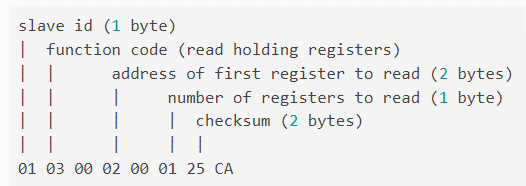 slave id (1 byte)
| function code (read holding registers)
| | address of first register to read (2 bytes)
| | | number of registers to read (1 byte)
| | | | checksum (2 bytes)
| | | | |
01 03 00 02 00 01 25 CA